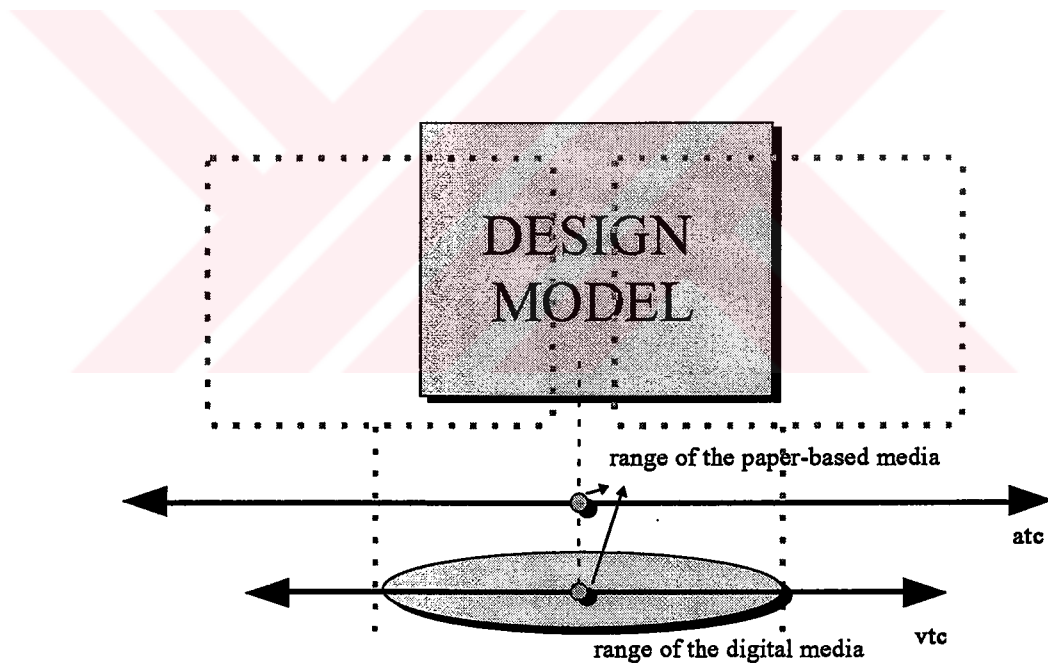 DESIGN
MODEL
range of the paper-based media
atc
vtc
range of the digital media